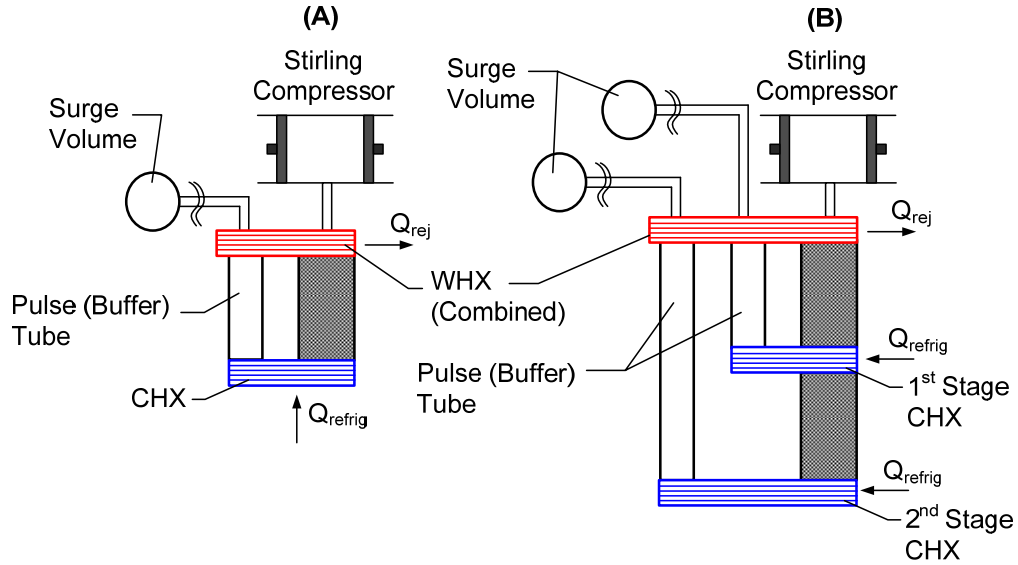 (A)
Stirling
Compressor
Surge
Volume
Qrej
Pulse (Buffer)
Tube
CHX
Qrefrig
WHX
(Combined)
(B)
Stirling
Compressor
Surge
Volume
Qrej
Pulse (Buffer)
Tube
Qrefrig
1st Stage
CHX
Qrefrig
2nd Stage
CHX